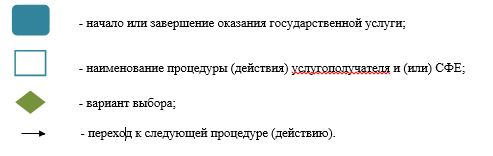 - начало или завершение оказания государственной услуги;
- наименование процедуры (действия) услугополучателя и (или) СФЕ;
- вариант выбора;
- переход к следующей процедуре (действию).